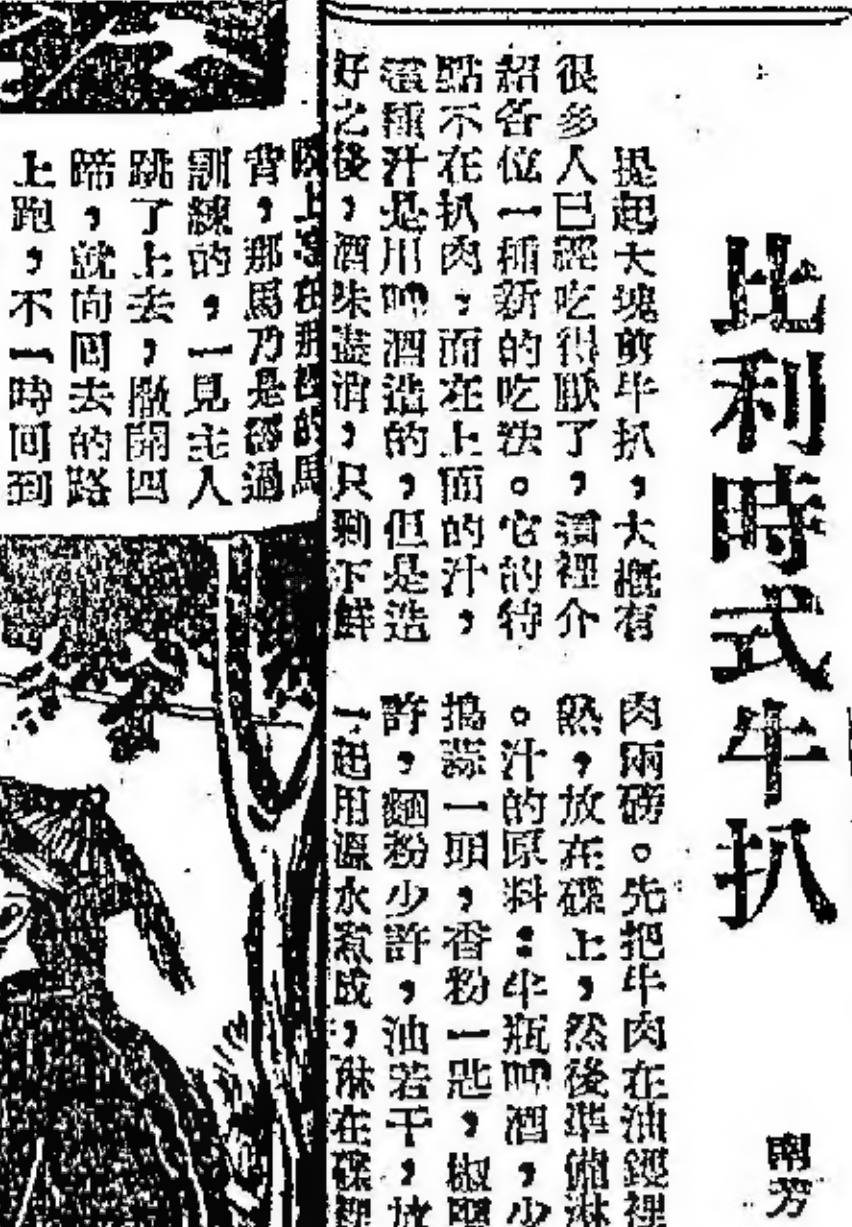 比利時式牛扒
南芳
提起大塊煎牛扒，大概有
很多人已經吃得厭了，這裡介
紹各位一種新的吃法。它的特
點不在扒肉，而在上面的汁，
這種汁是用啤酒造的，但是造
好之後，酒味盡消，只剩下鮮
肉兩磅。先把牛肉在油鑊裡
熟，放在碟上，然後準備淋
。汁的原料：半瓶啤酒，少
搗蒜一頭，香粉一匙，椒鹽
許，麵粉少許，油若干，放
一起用溫水煮成，淋在碟裡
背，那馬乃是
訓練的，一見主人
跳了上去，撒開四
蹄，就向回去的路
上跑，不一時回到